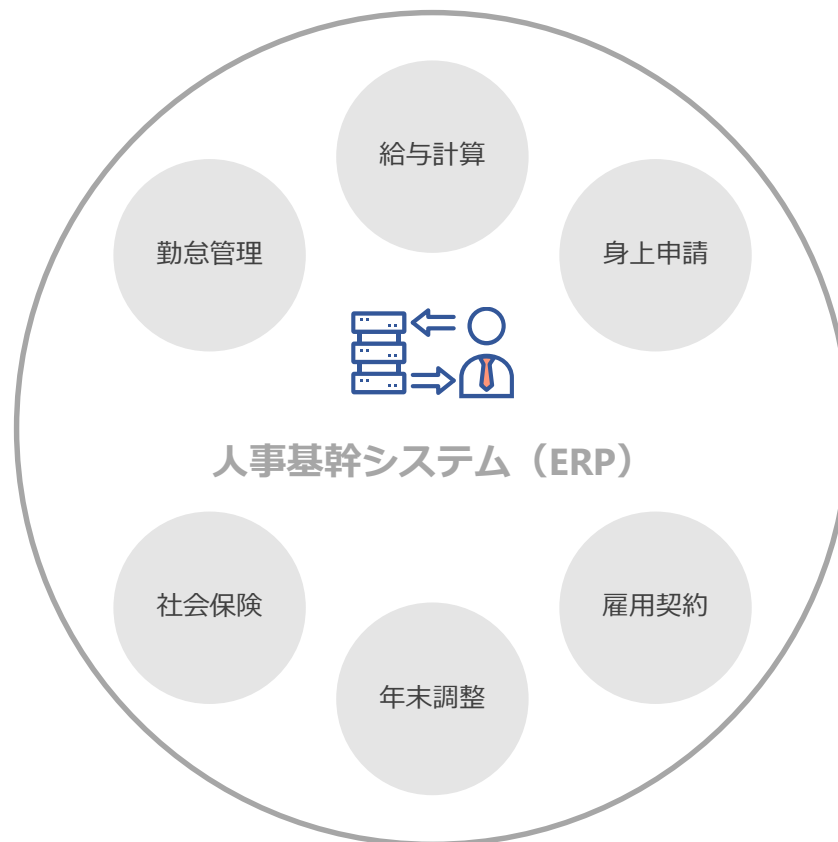 給与計算
勤怠管理
身上申請
人事基幹システム（ERP）
社会保険
雇用契約
年末調整